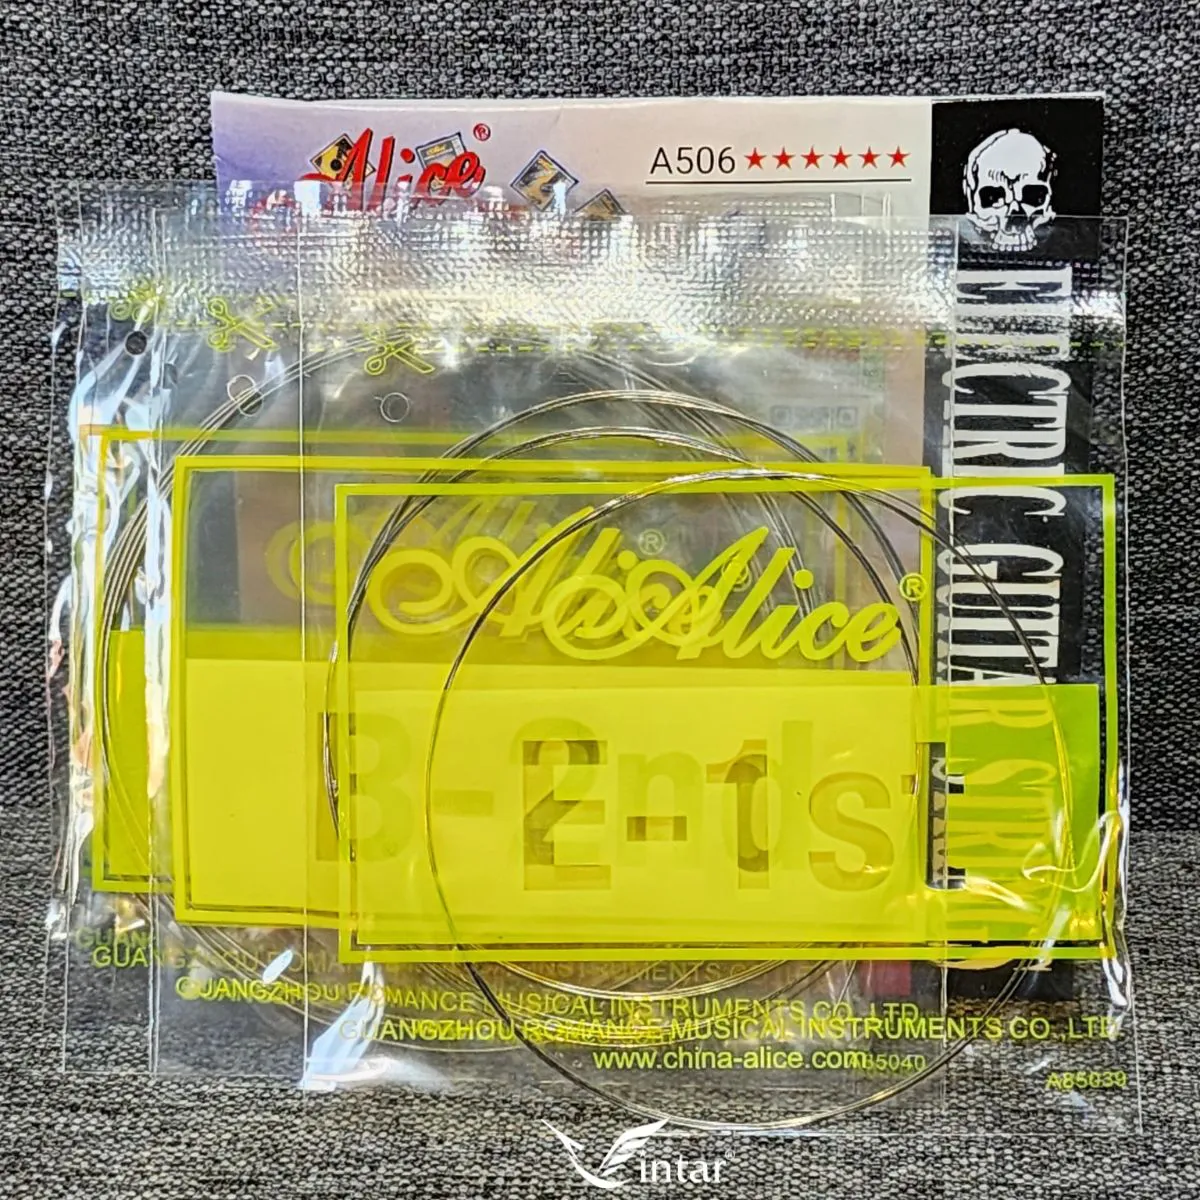 Alice®
A506 ★★★★★★
ELECTRIC GUITAR STRINGS
Alice®
Alice®
B-2nd
E-1st
GUANGZHOU ROMANCE MUSICAL INSTRUMENTS CO.,LTD.
GUANGZHOU ROMANCE MUSICAL INSTRUMENTS CO.,LTD.
www.china-alice.com
A85040
A85039
Vintar®